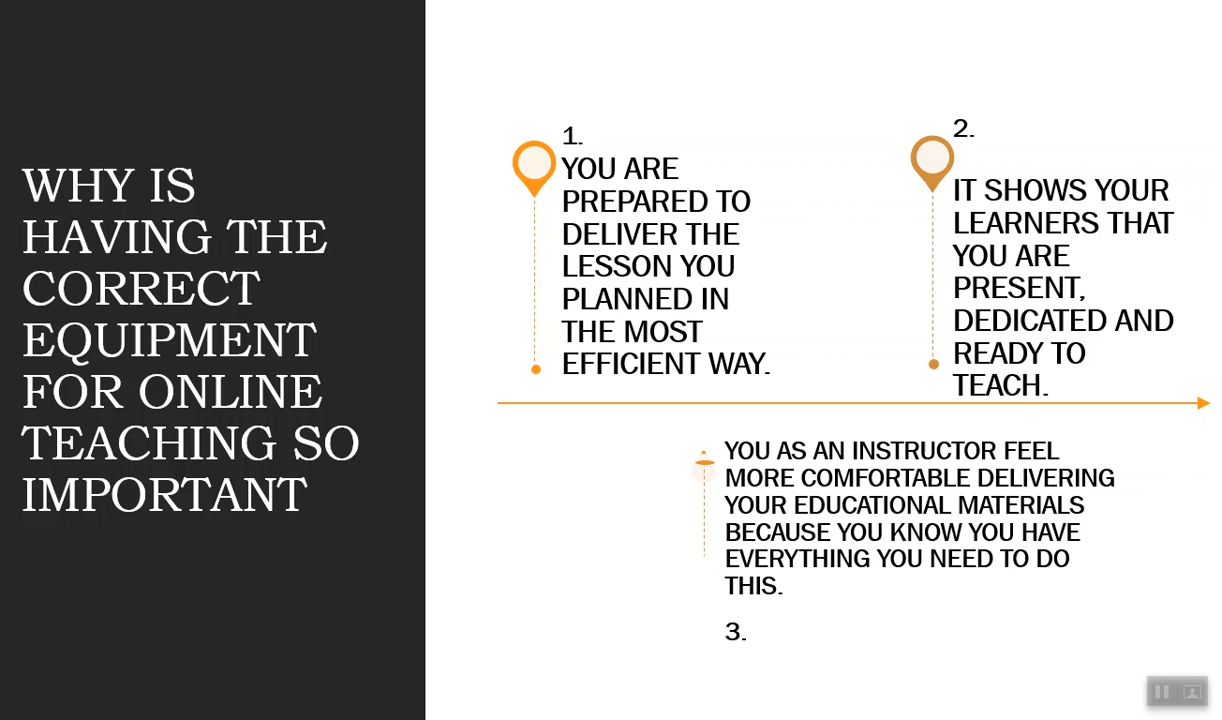 WHY IS
HAVING THE
CORRECT
EQUIPMENT
FOR ONLINE
TEACHING SO
IMPORTANT
1.
YOU ARE
PREPARED TO
DELIVER THE
LESSON YOU
PLANNED IN
THE MOST
EFFICIENT WAY.
2.
IT SHOWS YOUR
LEARNERS THAT
YOU ARE
PRESENT,
DEDICATED AND
READY TO
TEACH.
YOU AS AN INSTRUCTOR FEEL
MORE COMFORTABLE DELIVERING
YOUR EDUCATIONAL MATERIALS
BECAUSE YOU KNOW YOU HAVE
EVERYTHING YOU NEED TO DO
THIS.
3.